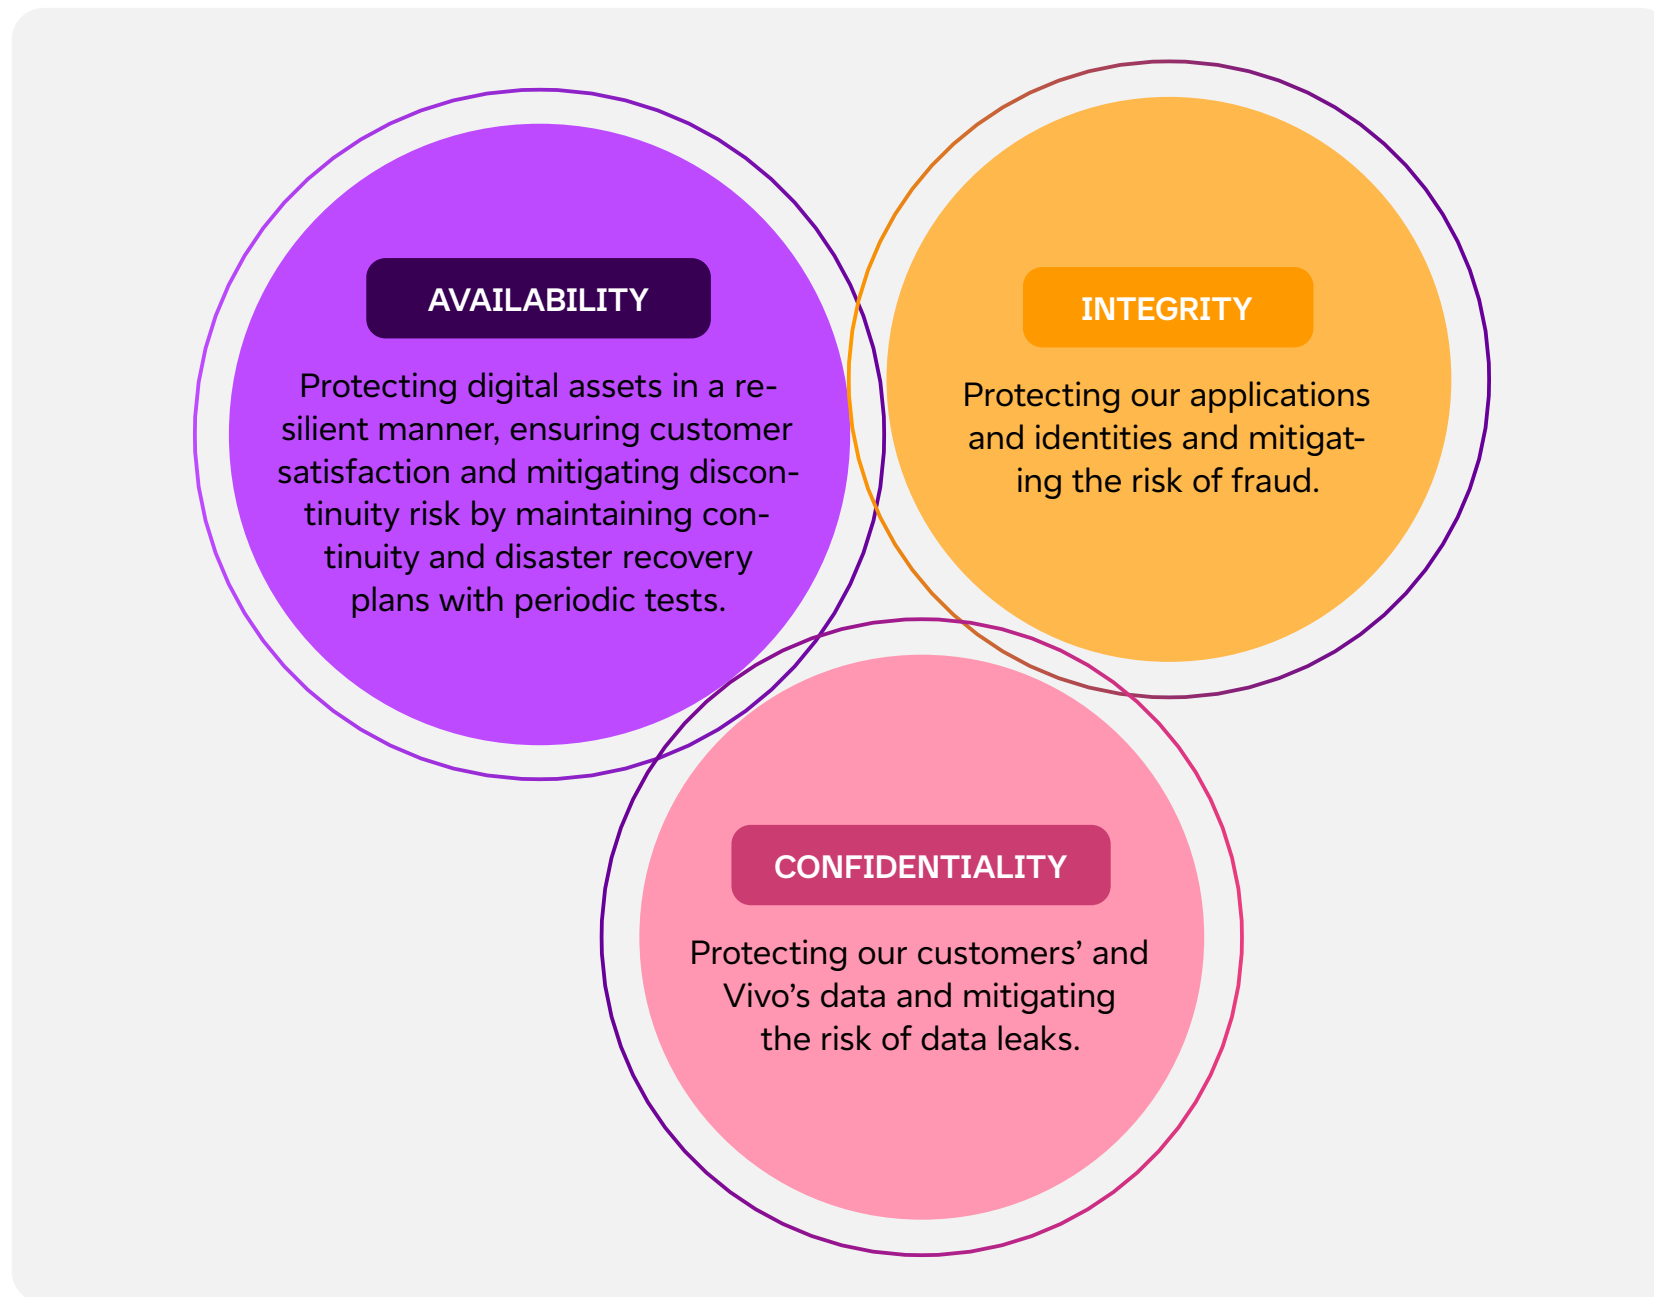 AVAILABILITY
Protecting digital assets in a re-
silient manner, ensuring customer
satisfaction and mitigating discon-
tinuity risk by maintaining con-
tinuity and disaster recovery
plans with periodic tests.
INTEGRITY
Protecting our applications
and identities and mitigat-
ing the risk of fraud.
CONFIDENTIALITY
Protecting our customers’ and
Vivo’s data and mitigating
the risk of data leaks.